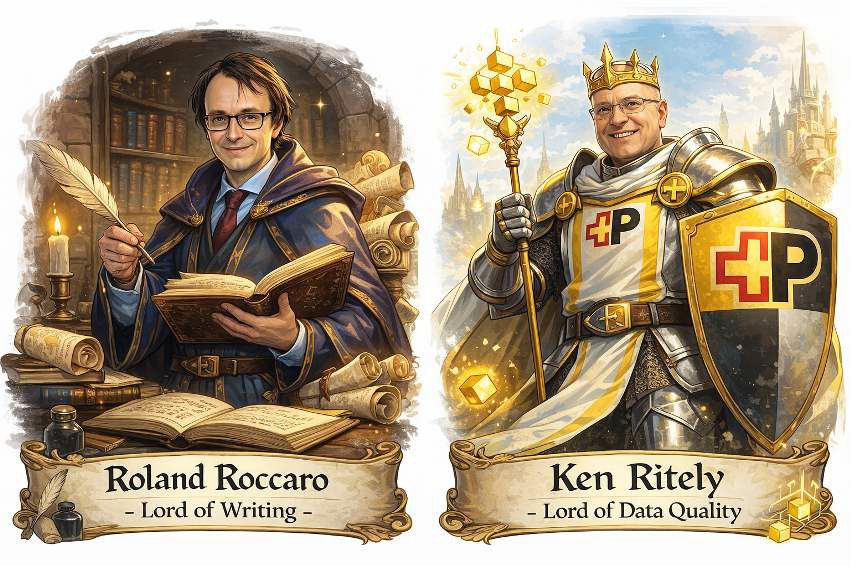 Roland Roccaro
- Lord of Writing -
+P
+P
Ken Ritely
- Lord of Data Quality